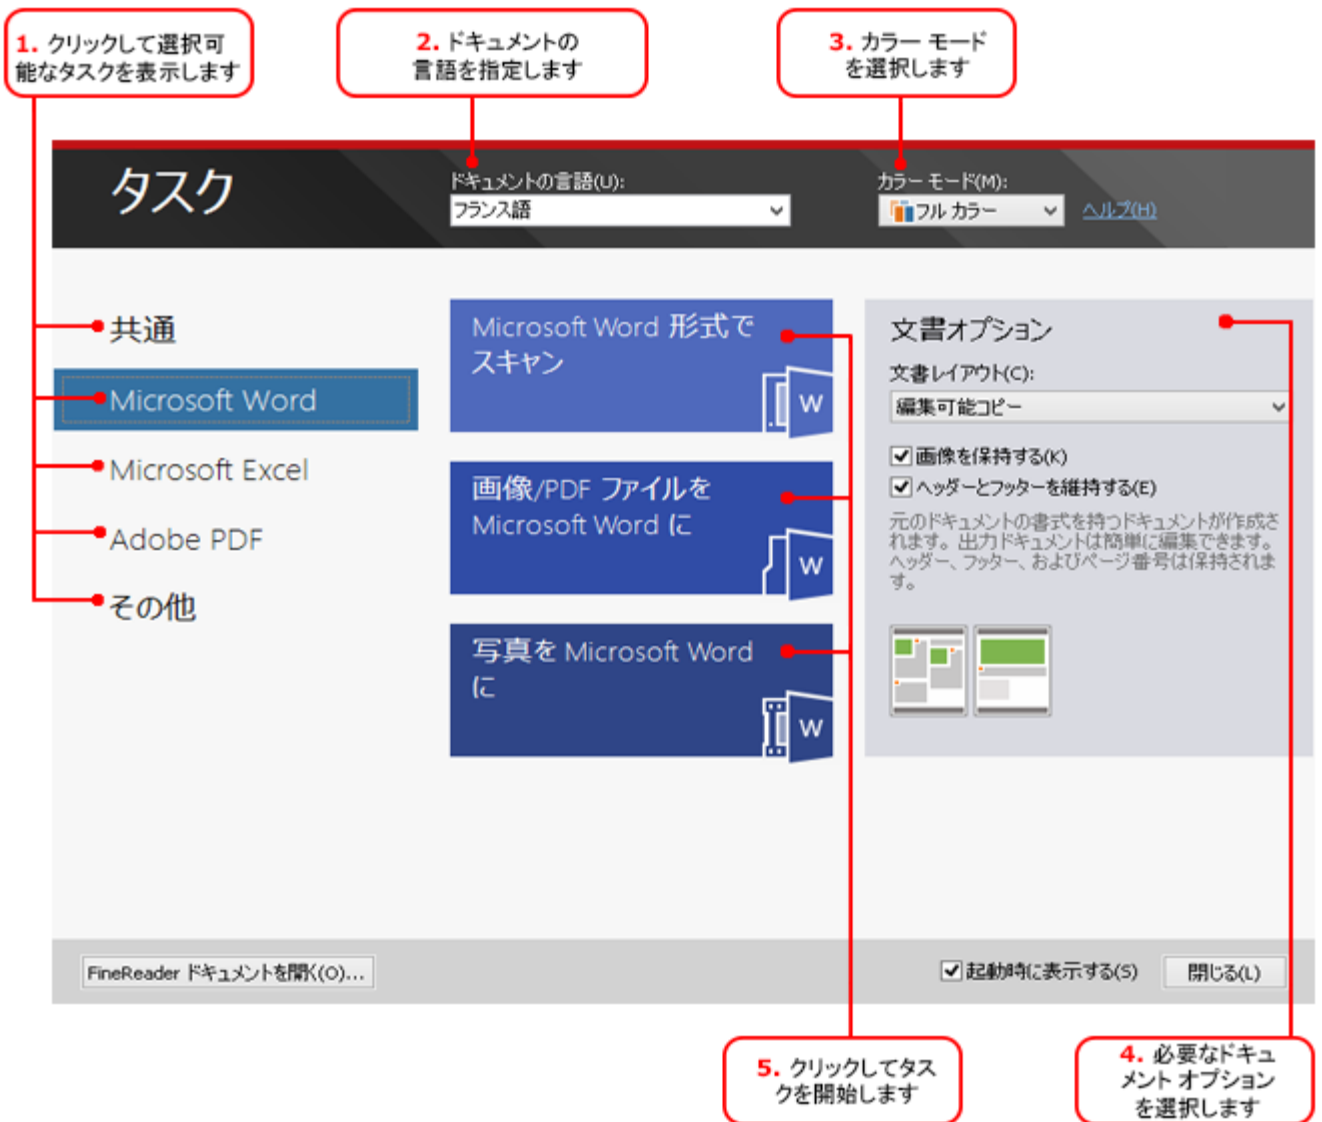 1. クリックして選択可
能なタスクを表示します
2. ドキュメントの
言語を指定します
3. カラー モード
を選択します
タスク
ドキュメントの言語(U):
フランス語
カラー モード(M):
フル カラー
ヘルプ(H)
共通
Microsoft Word
Microsoft Excel
Adobe PDF
その他
Microsoft Word 形式で
スキャン
W
画像/PDF ファイルを
Microsoft Word に
W
写真を Microsoft Word
に
W
文書オプション
文書レイアウト(C):
編集可能コピー
画像を保持する(K)
ヘッダーとフッターを維持する(E)
元のドキュメントの書式を持つドキュメントが作成さ
れます。出力ドキュメントは簡単に編集できます。
ヘッダー、フッター、およびページ番号は保持されま
す。
FineReader ドキュメントを開く(O)...
起動時に表示する(S)
閉じる(L)
5. クリックしてタス
クを開始します
4. 必要なドキュ
メント オプション
を選択します